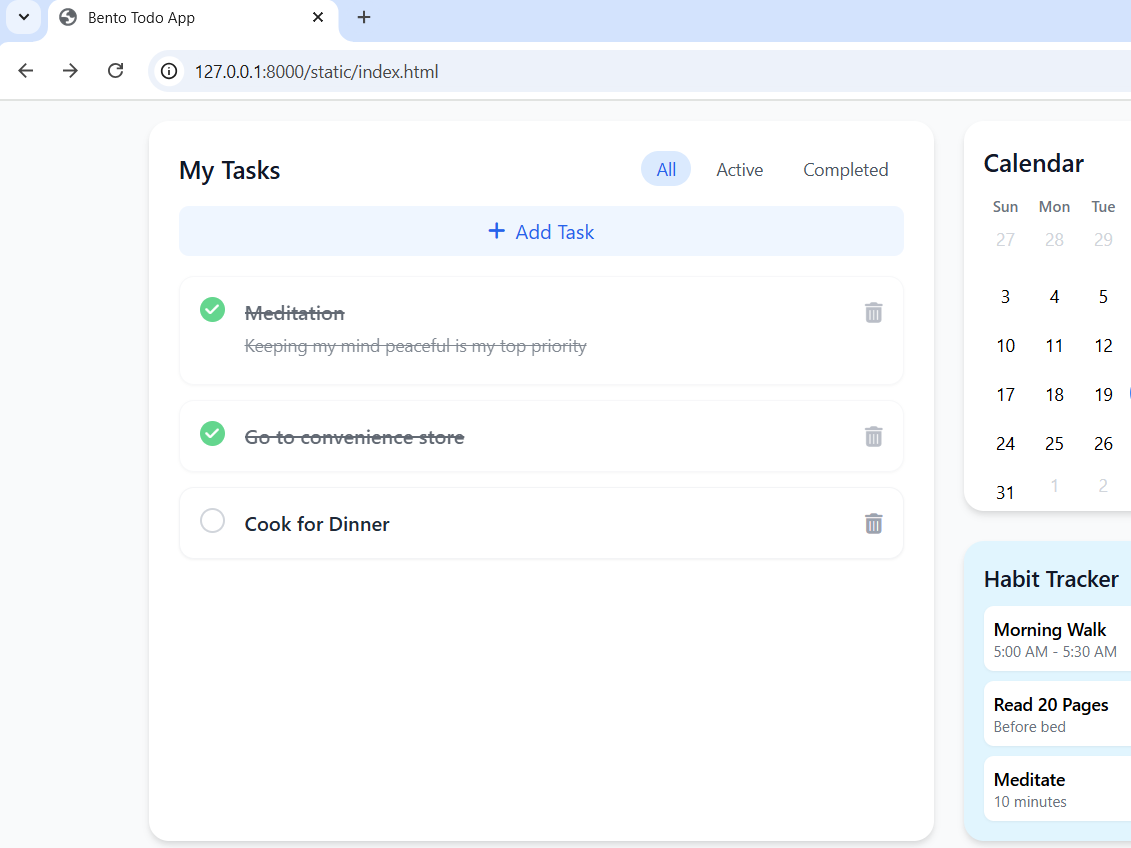 Bento Todo App
127.0.0.1:8000/static/index.html
My Tasks
All Active Completed
+ Add Task
Meditation
Keeping my mind peaceful is my top priority
Go to convenience store
Cook for Dinner
Calendar
Sun Mon Tue
27 28 29
3 4 5
10 11 12
17 18 19
24 25 26
31 1 2
Habit Tracker
Morning Walk
5:00 AM - 5:30 AM
Read 20 Pages
Before bed
Meditate
10 minutes